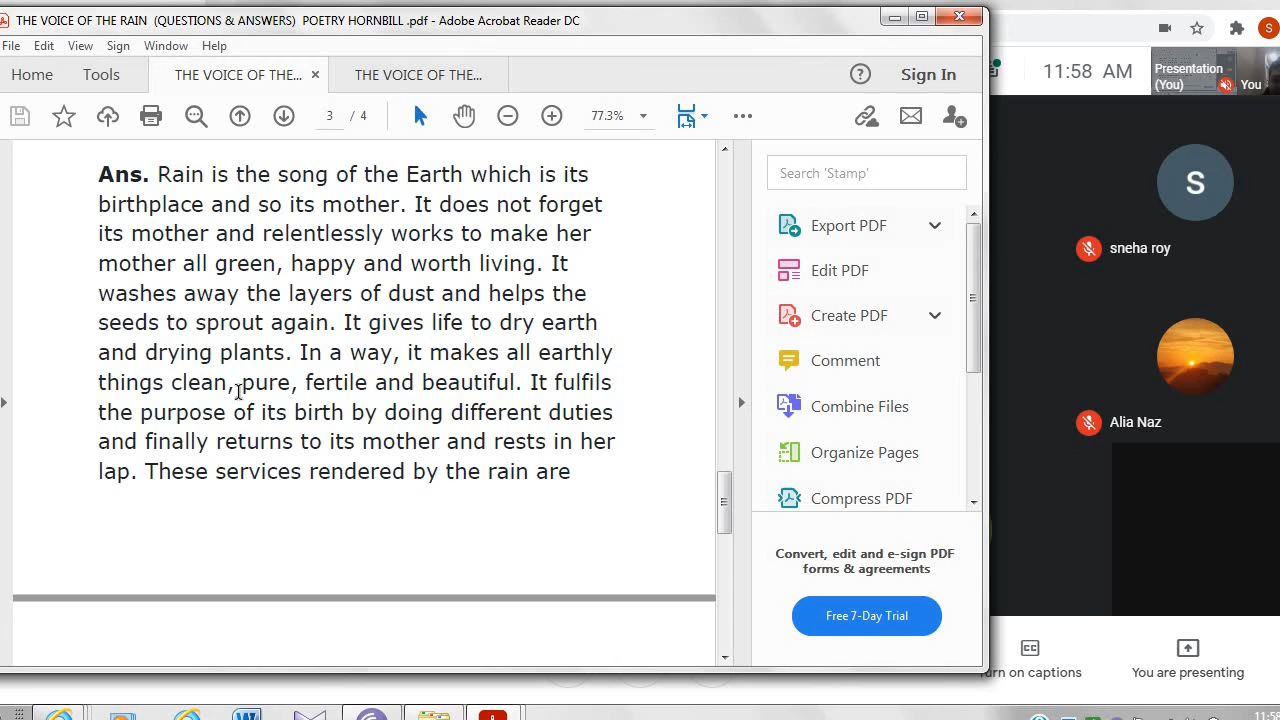 THE VOICE OF THE RAIN (QUESTIONS & ANSWERS) POETRY HORNBILL .pdf - Adobe Acrobat Reader DC
File Edit View Sign Window Help
Home Tools THE VOICE OF THE... × THE VOICE OF THE... ? Sign In
3 / 4 77.3%
Ans. Rain is the song of the Earth which is its
birthplace and so its mother. It does not forget
its mother and relentlessly works to make her
mother all green, happy and worth living. It
washes away the layers of dust and helps the
seeds to sprout again. It gives life to dry earth
and drying plants. In a way, it makes all earthly
things clean, pure, fertile and beautiful. It fulfils
the purpose of its birth by doing different duties
and finally returns to its mother and rests in her
lap. These services rendered by the rain are
Search 'Stamp'
Export PDF
Edit PDF
Create PDF
Comment
Combine Files
Organize Pages
Compress PDF
Convert, edit and e-sign PDF
forms & agreements
Free 7-Day Trial
S
11:58 AM
Presentation
(You)
You
S
sneha roy
Alia Naz
CC
Turn on captions
You are presenting
W